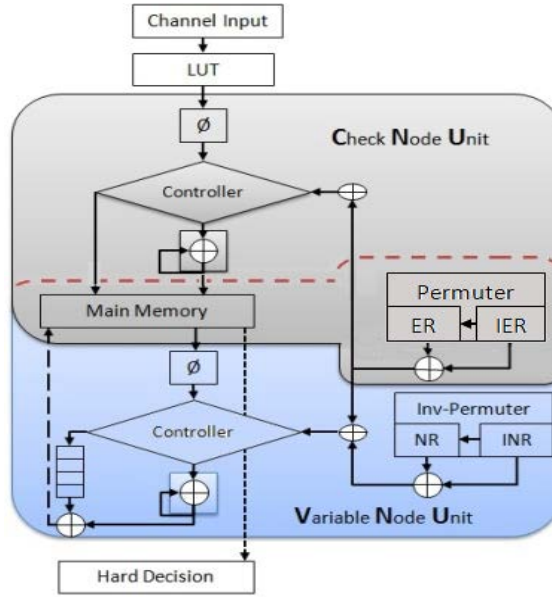 Channel Input
LUT
Ø
Check Node Unit
Controller
Permuter
Main Memory
ER
IER
Ø
Inv-Permuter
Controller
NR
INR
Variable Node Unit
Hard Decision